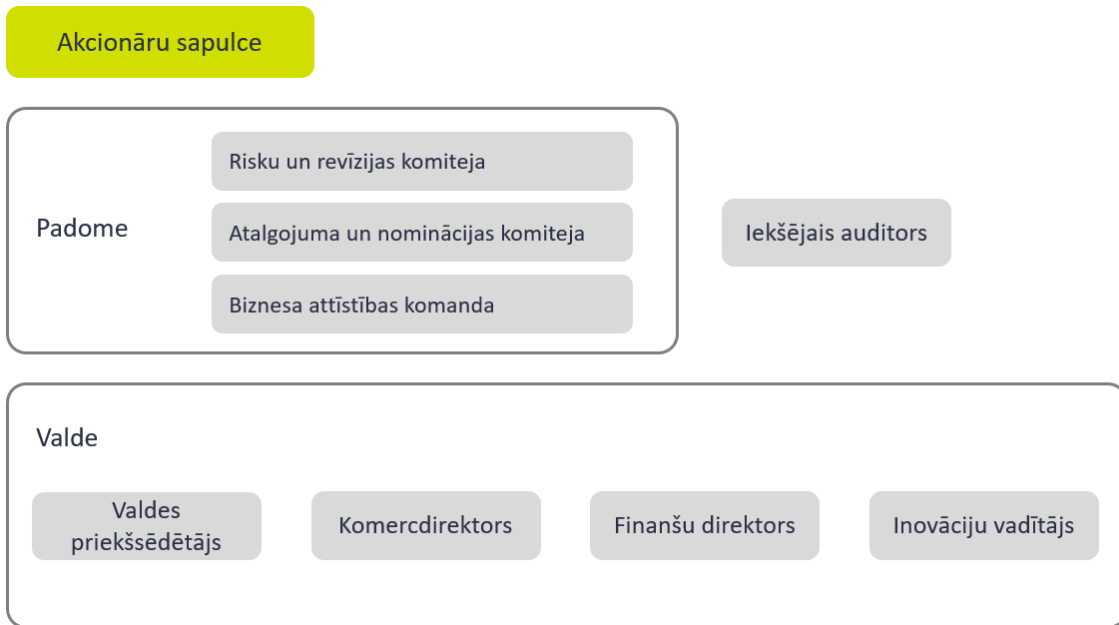 Akcionāru sapulce
Padome
Risku un revīzijas komiteja
Atalgojuma un nominācijas komiteja
Biznesa attīstības komanda
Iekšējais auditors
Valde
Valdes
priekšsēdētājs
Komercdirektors
Finanšu direktors
Inovāciju vadītājs